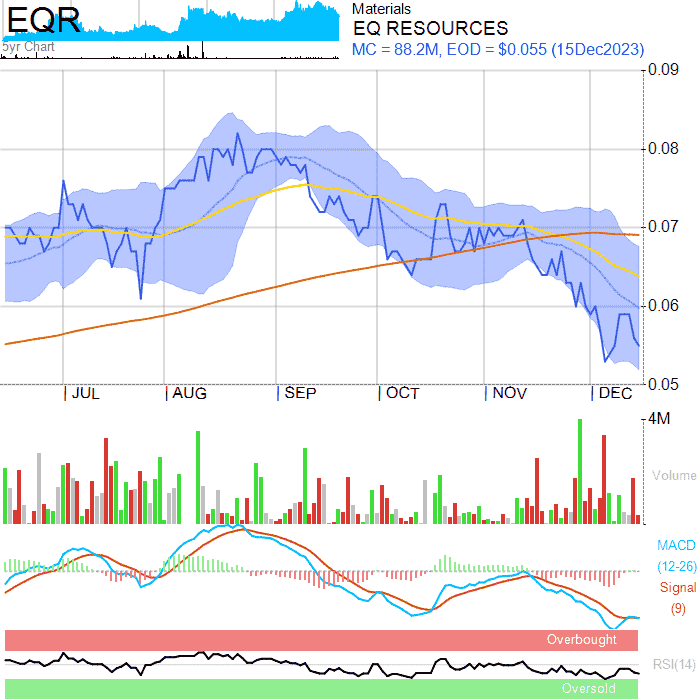 EQR
5yr Chart
Materials
EQ RESOURCES
MC = 88.2M, EOD = $0.055 (15Dec2023)
0.09
0.08
0.07
0.06
0.05
JUL
AUG
SEP
OCT
NOV
DEC
4M
Volume
MACD
(12-26)
Signal
(9)
Overbought
RSI(14)
Oversold